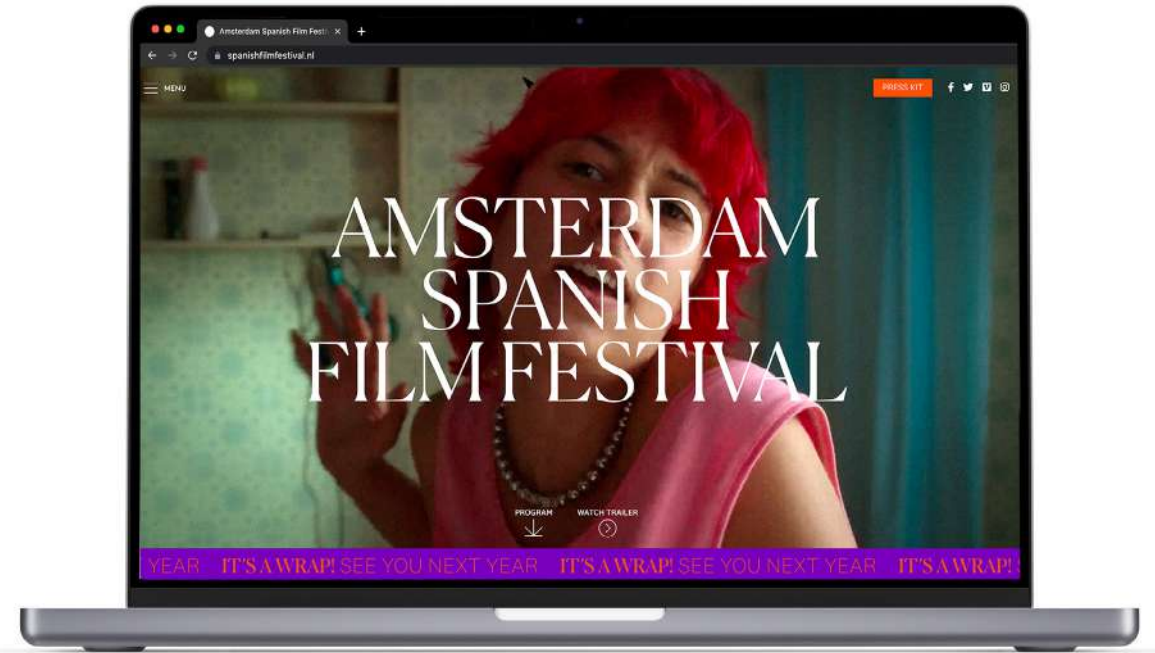 Amsterdam Spanish Film Festi
spanishfilmfestival.nl
MENU
PRESS KIT
AMSTERDAM
SPANISH
FILM FESTIVAL
PROGRAM
WATCH TRAILER
YEAR IT'S A WRAP! SEE YOU NEXT YEAR IT'S A WRAP! SEE YOU NEXT YEAR IT'S A WRAP!